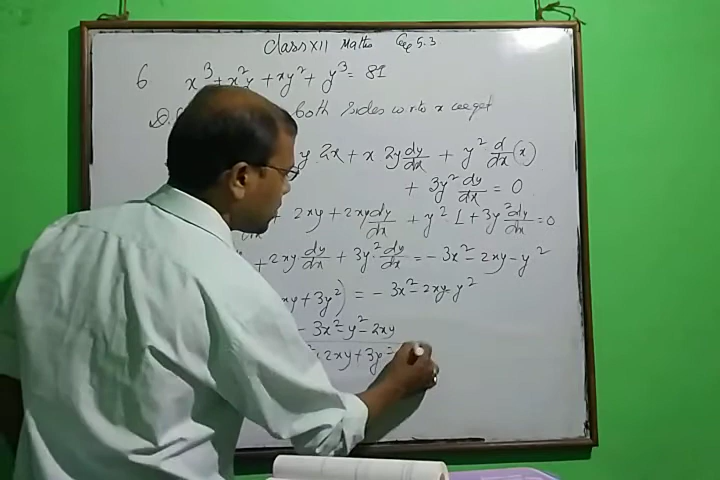 Class XII Maths Ex 5.3
6 x³ + x²y + xy² + y³ = 81
both sides w.r.to x we get
y 2x + x 2y dy/dx + y² d/dx (x)
+ 3y² dy/dx = 0
2xy + 2xy dy/dx + y² 1 + 3y² dy/dx = 0
+ 2xy dy/dx + 3y² dy/dx = - 3x² - 2xy - y²
xy + 3y²) = - 3x² - 2xy - y²
- 3x² - y² - 2xy
2xy + 3y²